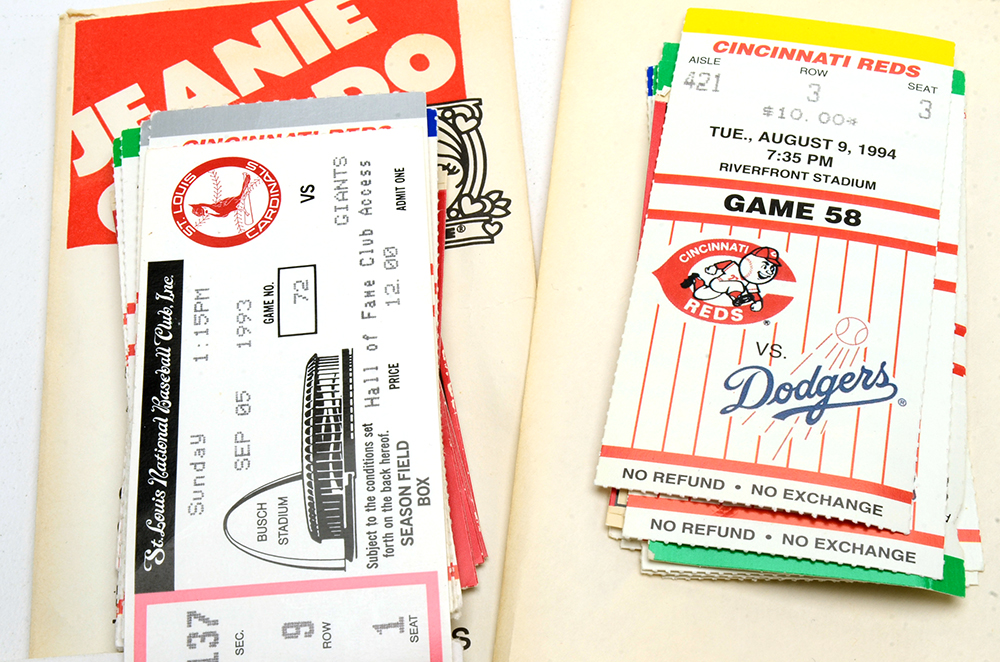 JEANIE
DO
CINCINNATI REDS
ST. LOUIS
CARDINALS
VS
GIANTS
Hall of Fame Club Access
ADMIT ONE
St. Louis National Baseball Club, Inc.
Sunday 1:15PM
SEP 05 1993
GAME NO.
72
12.00
PRICE
BUSCH
STADIUM
Subject to the conditions set
forth on the back hereof.
SEASON FIELD
BOX
137
SEC.
9
ROW
1
SEAT
S
CINCINNATI REDS
AISLE ROW SEAT
421 3 3
$10.00
TUE., AUGUST 9, 1994
7:35 PM
RIVERFRONT STADIUM
GAME 58
CINCINNATI
REDS
®
VS.
Dodgers®
NO REFUND • NO EXCHANGE
NO REFUND • NO EXCHANGE